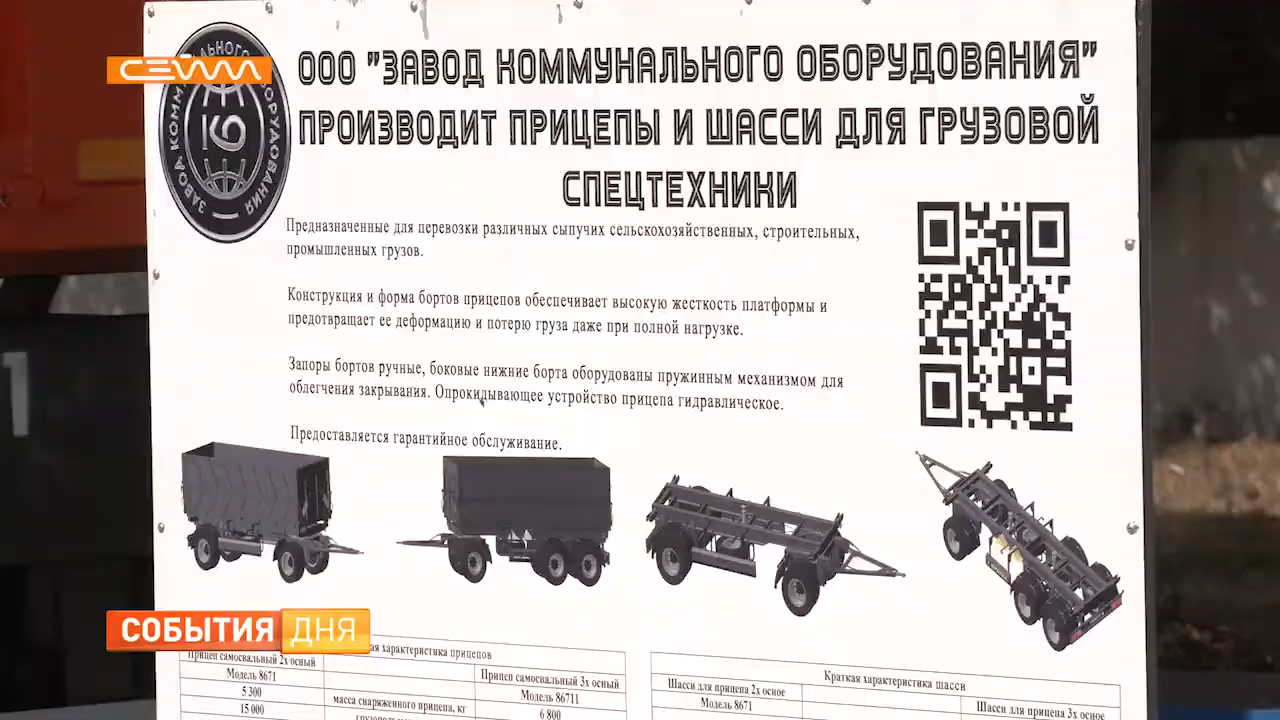 СЕЙМ
ЗАВОД КОММУНАЛЬНОГО ОБОРУДОВАНИЯ
ООО "ЗАВОД КОММУНАЛЬНОГО ОБОРУДОВАНИЯ"
ПРОИЗВОДИТ ПРИЦЕПЫ И ШАССИ ДЛЯ ГРУЗОВОЙ
СПЕЦТЕХНИКИ
Предназначенные для перевозки различных сыпучих сельскохозяйственных, строительных,
промышленных грузов.
Конструкция и форма бортов прицепов обеспечивает высокую жесткость платформы и
предотвращает ее деформацию и потерю груза даже при полной нагрузке.
Запоры бортов ручные, боковые нижние борта оборудованы пружинным механизмом для
облегчения закрывания. Опрокидывающее устройство прицепа гидравлическое.
Предоставляется гарантийное обслуживание.
1
СОБЫТИЯ ДНЯ
характеристика прицепов
Прицеп самосвальный 2х осный
Прицеп самосвальный 3х осный
Модель 8671
Модель 86711
5 300
масса снаряженного прицепа, кг
6 800
15 000
Краткая характеристика шасси
Шасси для прицепа 2х осное
Шасси для прицепа 3х осное
Модель 8671